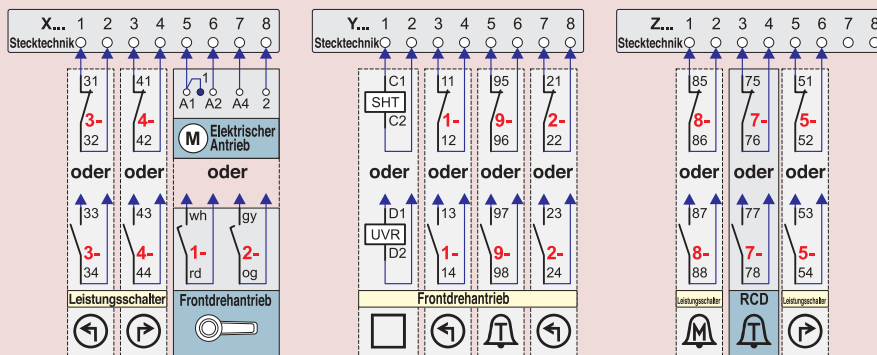 X... 1 2 3 4 5 6 7 8
Stecktechnik
31 41 1
A1 A2 A4 2
3- 4-
32 42
M Elektrischer
Antrieb
oder oder oder
33 43 wh gy
3- 4- 1- 2-
34 44 rd og
Leistungsschalter Frontdrehantrieb
Y... 1 2 3 4 5 6 7 8
Stecktechnik
C1 11 95 21
SHT
C2 1- 9- 2-
12 96 22
oder oder oder oder
D1 13 97 23
UVR
D2 1- 9- 2-
14 98 24
Frontdrehantrieb
T
Z... 1 2 3 4 5 6 7 8
Stecktechnik
85 75 51
8- 7- 5-
86 76 52
oder oder oder
87 77 53
8- 7- 5-
88 78 54
Leistungsschalter RCD Leistungsschalter
M T